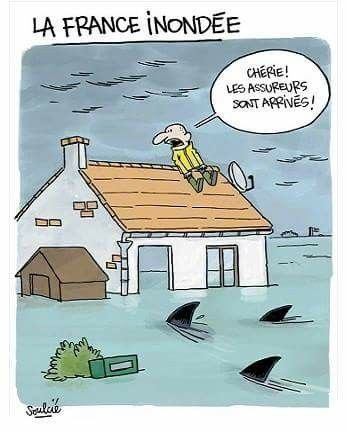 LA FRANCE INONDÉE
CHÉRIE!
LES ASSUREURS
SONT ARRIVÉS!
Soulcié